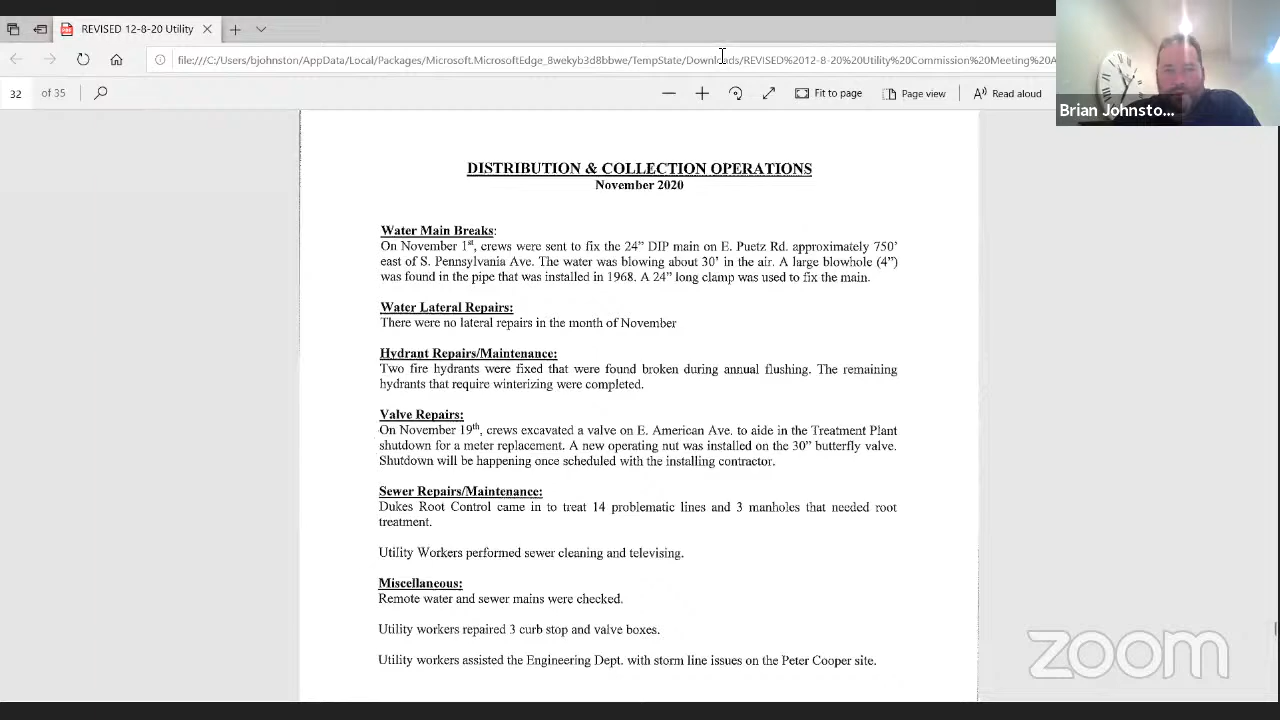 REVISED 12-8-20 Utility
file:///C:/Users/bjohnston/AppData/Local/Packages/Microsoft.MicrosoftEdge_8wekyb3d8bbwe/TempState/Downloads/REVISED%2012-8-20%20Utility%20Commission%20Meeting%20A
32 of 35
Fit to page
Page view
Read aloud
Brian Johnsto...
DISTRIBUTION & COLLECTION OPERATIONS
November 2020
Water Main Breaks:
On November 1st, crews were sent to fix the 24” DIP main on E. Puetz Rd. approximately 750’
east of S. Pennsylvania Ave. The water was blowing about 30’ in the air. A large blowhole (4”)
was found in the pipe that was installed in 1968. A 24” long clamp was used to fix the main.
Water Lateral Repairs:
There were no lateral repairs in the month of November
Hydrant Repairs/Maintenance:
Two fire hydrants were fixed that were found broken during annual flushing. The remaining
hydrants that require winterizing were completed.
Valve Repairs:
On November 19th, crews excavated a valve on E. American Ave. to aide in the Treatment Plant
shutdown for a meter replacement. A new operating nut was installed on the 30” butterfly valve.
Shutdown will be happening once scheduled with the installing contractor.
Sewer Repairs/Maintenance:
Dukes Root Control came in to treat 14 problematic lines and 3 manholes that needed root
treatment.
Utility Workers performed sewer cleaning and televising.
Miscellaneous:
Remote water and sewer mains were checked.
Utility workers repaired 3 curb stop and valve boxes.
Utility workers assisted the Engineering Dept. with storm line issues on the Peter Cooper site.
zoom